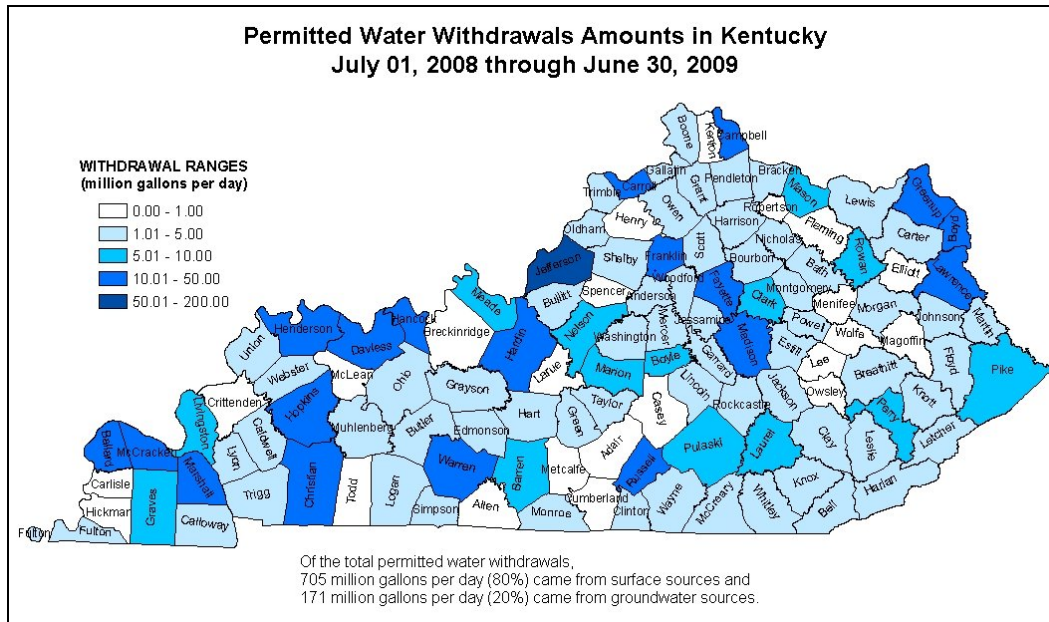 Permitted Water Withdrawals Amounts in Kentucky
July 01, 2008 through June 30, 2009
WITHDRAWAL RANGES
(million gallons per day)
0.00 - 1.00
1.01 - 5.00
5.01 - 10.00
10.01 - 50.00
50.01 - 200.00
Boone
Kenton
Campbell
Gallatin
Pendleton
Bracken
Grant
Mason
Trimble
Carroll
Owen
Robertson
Lewis
Greenup
Boyd
Henry
Harrison
Fleming
Carter
Oldham
Nicholas
Rowan
Shelby
Franklin
Scott
Bourbon
Bath
Elliott
Jefferson
Woodford
Fayette
Montgomery
Lawrence
Spencer
Anderson
Clark
Menifee
Morgan
Bullitt
Meade
Nelson
Mercer
Jessamine
Powell
Wolfe
Johnson
Martin
Hancock
Breckinridge
Washington
Madison
Estill
Magoffin
Henderson
Daviess
Hardin
Boyle
Garrard
Lee
Floyd
Union
Larue
Marion
Breathitt
Pike
Webster
McLean
Ohio
Grayson
Lincoln
Jackson
Owsley
Knott
Crittenden
Hopkins
Taylor
Casey
Rockcastle
Perry
Livingston
Muhlenberg
Butler
Hart
Green
Caldwell
Edmonson
Adair
Pulaski
Laurel
Clay
Leslie
Letcher
Ballard
McCracken
Lyon
Warren
Barren
Metcalfe
Russell
Knox
Harlan
Carlisle
Marshall
Trigg
Christian
Todd
Logan
Cumberland
Wayne
McCreary
Whitley
Bell
Hickman
Graves
Calloway
Simpson
Allen
Monroe
Clinton
Fulton
Fulton
Of the total permitted water withdrawals,
705 million gallons per day (80%) came from surface sources and
171 million gallons per day (20%) came from groundwater sources.